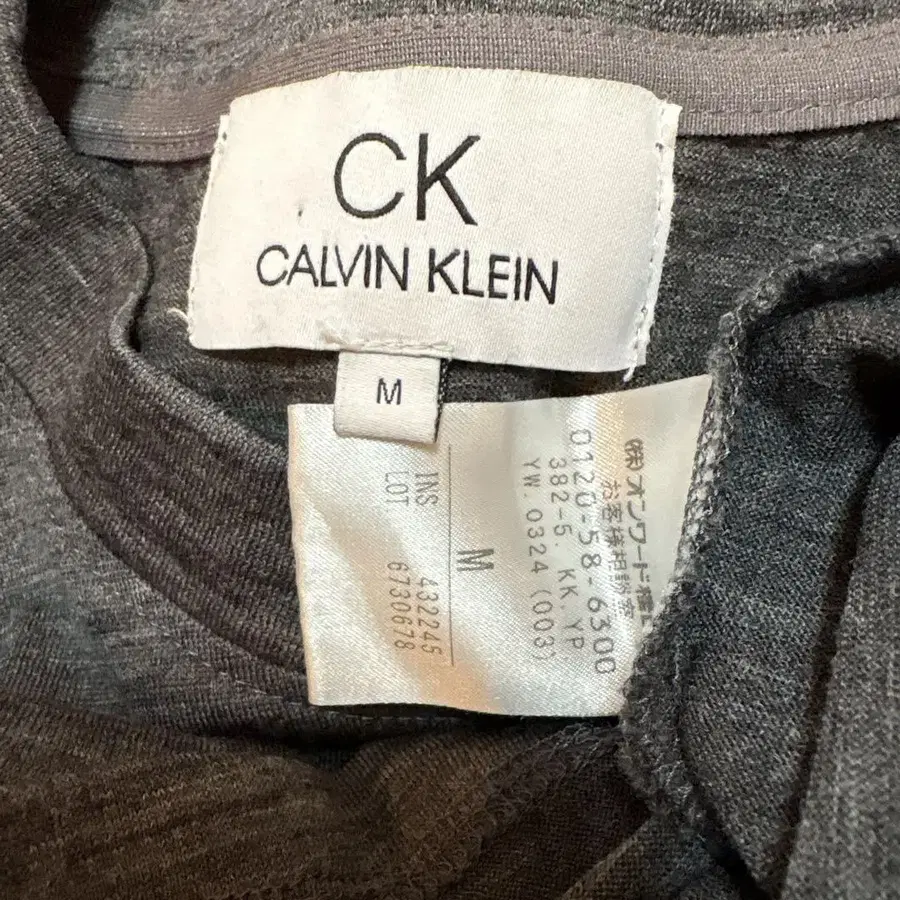 CK
CALVIN KLEIN
M
㈱オンワード樫山
お客様相談室
0120-58-6300
382-5. KK.YP.
YW.0324(003)
M
INS 432245
LOT 6730678